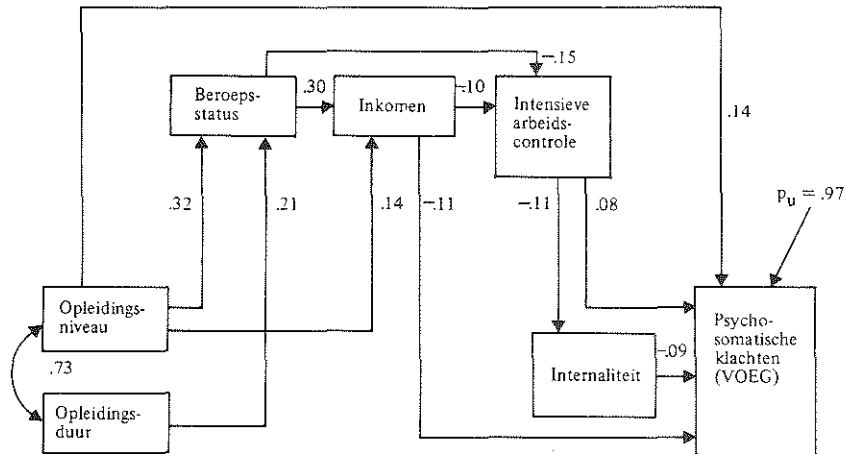 −.15
.30
−.10
Beroeps-
status
Inkomen
Intensieve
arbeids-
controle
.14
.32
.21
.14
−.11
−.11
.08
pu = .97
Opleidings-
niveau
.73
Opleidings-
duur
Internaliteit
−.09
Psycho-
somatische
klachten
(VOEG)